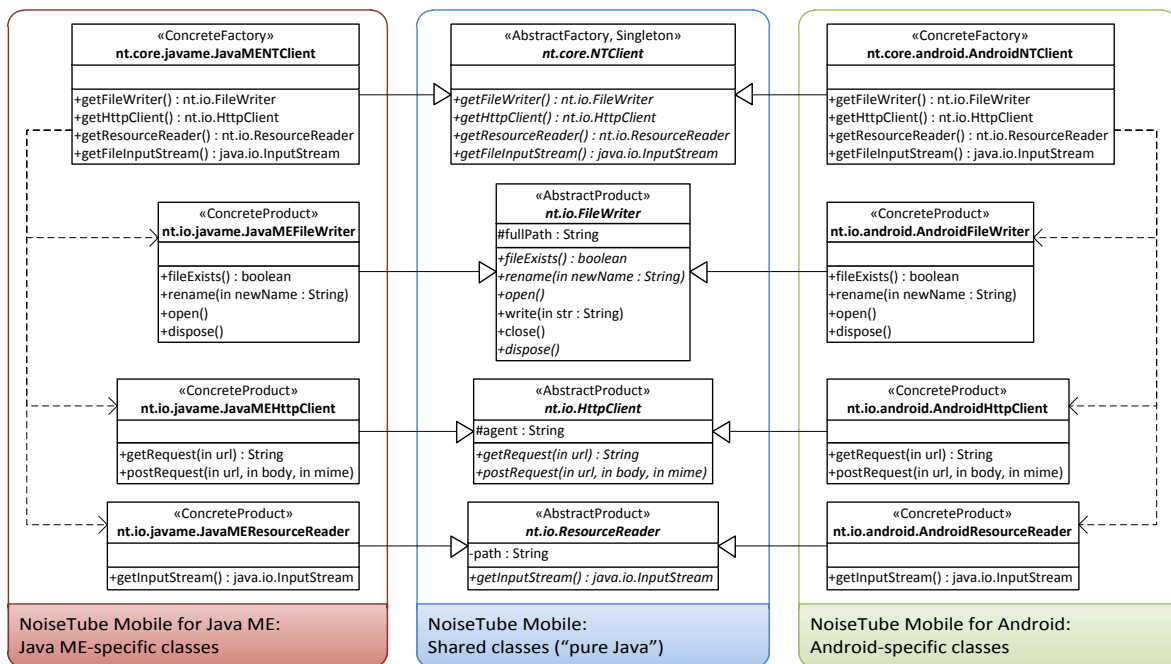 «ConcreteFactory»
nt.core.javame.JavaMENTClient
+getFileWriter() : nt.io.FileWriter
+getHttpClient() : nt.io.HttpClient
+getResourceReader() : nt.io.ResourceReader
+getFileInputStream() : java.io.InputStream
«ConcreteProduct»
nt.io.javame.JavaMEFileWriter
+fileExists() : boolean
+rename(in newName : String)
+open()
+dispose()
«ConcreteProduct»
nt.io.javame.JavaMEHttpClient
+getRequest(in url) : String
+postRequest(in url, in body, in mime)
«ConcreteProduct»
nt.io.javame.JavaMEResourceReader
+getInputStream() : java.io.InputStream
NoiseTube Mobile for Java ME:
Java ME-specific classes
«AbstractFactory, Singleton»
nt.core.NTClient
+getFileWriter() : nt.io.FileWriter
+getHttpClient() : nt.io.HttpClient
+getResourceReader() : nt.io.ResourceReader
+getFileInputStream() : java.io.InputStream
«AbstractProduct»
nt.io.FileWriter
#fullPath : String
+fileExists() : boolean
+rename(in newName : String)
+open()
+write(in str : String)
+close()
+dispose()
«AbstractProduct»
nt.io.HttpClient
#agent : String
+getRequest(in url) : String
+postRequest(in url, in body, in mime)
«AbstractProduct»
nt.io.ResourceReader
-path : String
+getInputStream() : java.io.InputStream
NoiseTube Mobile:
Shared classes (“pure Java”)
«ConcreteFactory»
nt.core.android.AndroidNTClient
+getFileWriter() : nt.io.FileWriter
+getHttpClient() : nt.io.HttpClient
+getResourceReader() : nt.io.ResourceReader
+getFileInputStream() : java.io.InputStream
«ConcreteProduct»
nt.io.android.AndroidFileWriter
+fileExists() : boolean
+rename(in newName : String)
+open()
+dispose()
«ConcreteProduct»
nt.io.android.AndroidHttpClient
+getRequest(in url) : String
+postRequest(in url, in body, in mime)
«ConcreteProduct»
nt.io.android.AndroidResourceReader
+getInputStream() : java.io.InputStream
NoiseTube Mobile for Android:
Android-specific classes